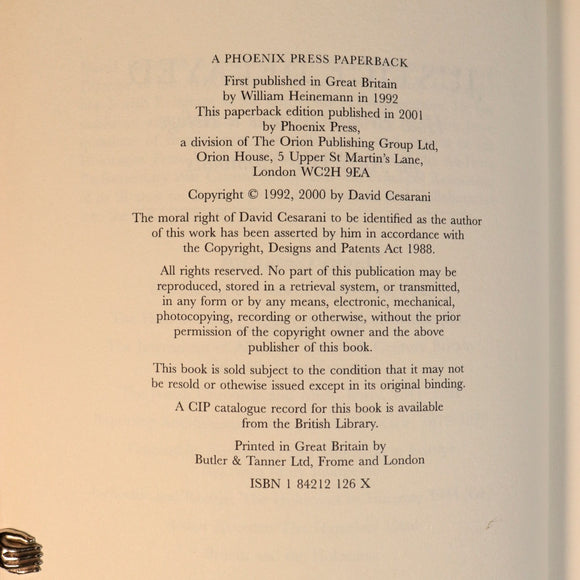 A PHOENIX PRESS PAPERBACK
First published in Great Britain
by William Heinemann in 1992
This paperback edition published in 2001
by Phoenix Press,
a division of The Orion Publishing Group Ltd,
Orion House, 5 Upper St Martin's Lane,
London WC2H 9EA
Copyright © 1992, 2000 by David Cesarani
The moral right of David Cesarani to be identified as the author
of this work has been asserted by him in accordance with
the Copyright, Designs and Patents Act 1988.
All rights reserved. No part of this publication may be
reproduced, stored in a retrieval system, or transmitted,
in any form or by any means, electronic, mechanical,
photocopying, recording or otherwise, without the prior
permission of the copyright owner and the above
publisher of this book.
This book is sold subject to the condition that it may not
be resold or othewise issued except in its original binding.
A CIP catalogue record for this book is available
from the British Library.
Printed in Great Britain by
Butler & Tanner Ltd, Frome and London
ISBN 1 84212 126 X